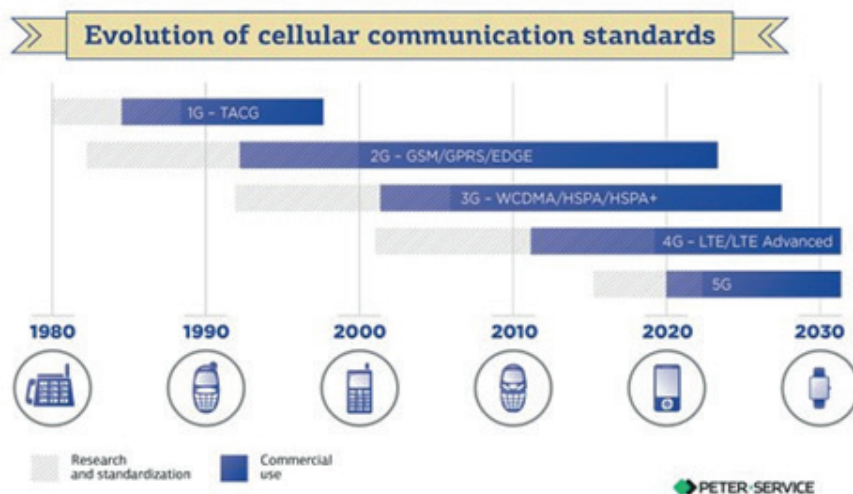 Evolution of cellular communication standards
1G – TACG
2G – GSM/GPRS/EDGE
3G – WCDMA/HSPA/HSPA+
4G – LTE/LTE Advanced
5G
1980 1990 2000 2010 2020 2030
Research
and standardization
Commercial
use
PETER-SERVICE